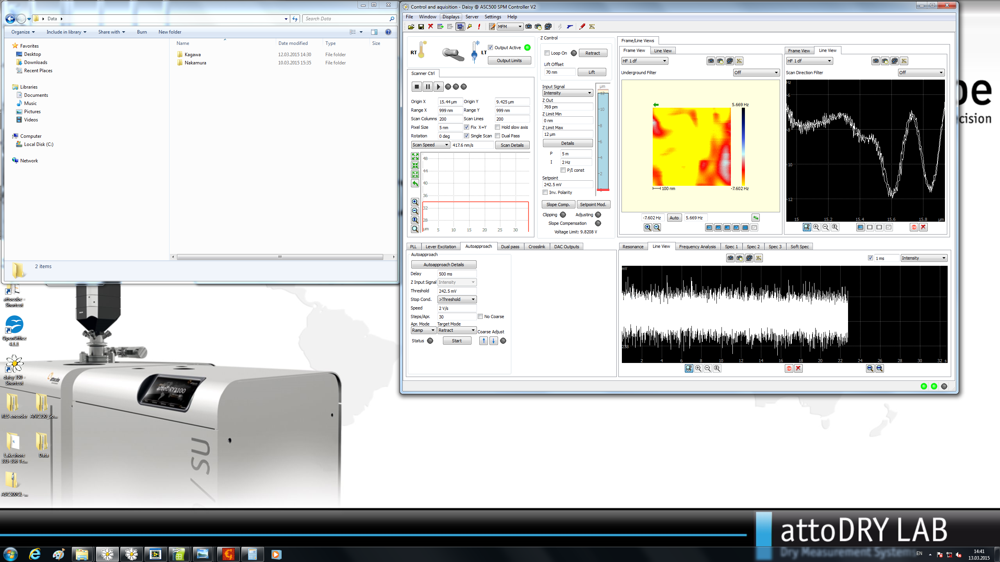 Data
Search Data
Organize
Include in library
Share with
Burn
New folder
Name
Date modified
Type
Size
Favorites
Desktop
Downloads
Recent Places
Libraries
Documents
Music
Pictures
Videos
Computer
Local Disk (C:)
Network
Kagawa 12.03.2015 14:30 File folder
Nakamura 10.03.2015 15:35 File folder
2 items
Control and aquisition - Daisy @ ASC500 SPM Controller V2
File Window Displays Server Settings Help
MFM
RT
LT
Output Active
Output Limits
Scanner Ctrl
Origin X 15.44 µm Origin Y 9.425 µm
Range X 999 nm Range Y 999 nm
Scan Columns 200 Scan Lines 200
Pixel Size 5 nm Fix X=Y Hold slow axis
Rotation 0 deg Single Scan Dual Pass
Scan Speed 417.6 nm/s Scan Details
48
44
40
36
32
28
µm 5 10 15 20 25 30
Z Control
Loop On Retract
Lift Offset
70 nm Lift
Input Signal
Intensity
Z Out
769 pm
Z Limit Min
0 nm
Z Limit Max
12 µm
Details
P 5 m
I 2 Hz
P/I const
Setpoint
242.5 mV
Inv. Polarity
µm
12
10
8
6
4
2
Slope Comp. Setpoint Mod.
Clipping Adjusting
Slope Compensation
Voltage Limit: 9.8208 V
Frame/Line Views
Frame View Line View
HF 1 df
Underground Filter Off
5.669 Hz
-7.602 Hz
100 nm
-7.602 Hz Auto 5.669 Hz
Frame View Line View
HF 1 df
Scan Direction Filter Off
Hz
-6
-8
-10
-12
15 15.2 15.4 15.6 15.8 µm
PLL Lever Excitation Autoapproach Dual pass Crosslink DAC Outputs
Autoapproach
Autoapproach Details
Delay 500 ms
Z Input Signal Intensity
Threshold 242.5 mV
Stop Cond. >Threshold
Speed 2 V/s
Steps/Apr. 30 No Coarse
Apr. Mode Target Mode
Ramp Retract Coarse Adjust
Status Start
Resonance Line View Frequency Analysis Spec 1 Spec 2 Spec 3 Soft Spec
1 ms Intensity
mV
238
2 4 6 8 10 12 14 16 18 20 22 24 26 28 30 32 s
be
cision
attocube -
Shortcut
OpenOffice
4.1.1
daisy 350 -
Shortcut
RES encoder
ANC350_So...
Lakeshore
335-336 Te...
Data
ASC500CL-...
attocube
attoDRY1100
/SU
attoDRY LAB
Dry Measurement Systems
EN
14:41
13.03.2015